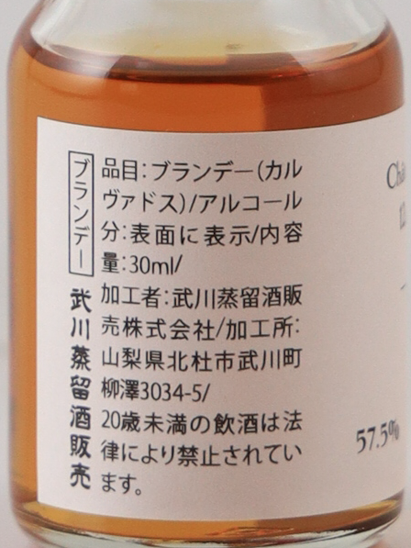 ブランデー
武川蒸留酒販売
品目：ブランデー（カル
ヴァドス）/アルコール
分：表面に表示/内容
量：30ml/
加工者：武川蒸留酒販
売株式会社/加工所：
山梨県北杜市武川町
柳澤3034-5/
20歳未満の飲酒は法
律により禁止されてい
ます。
57.5%